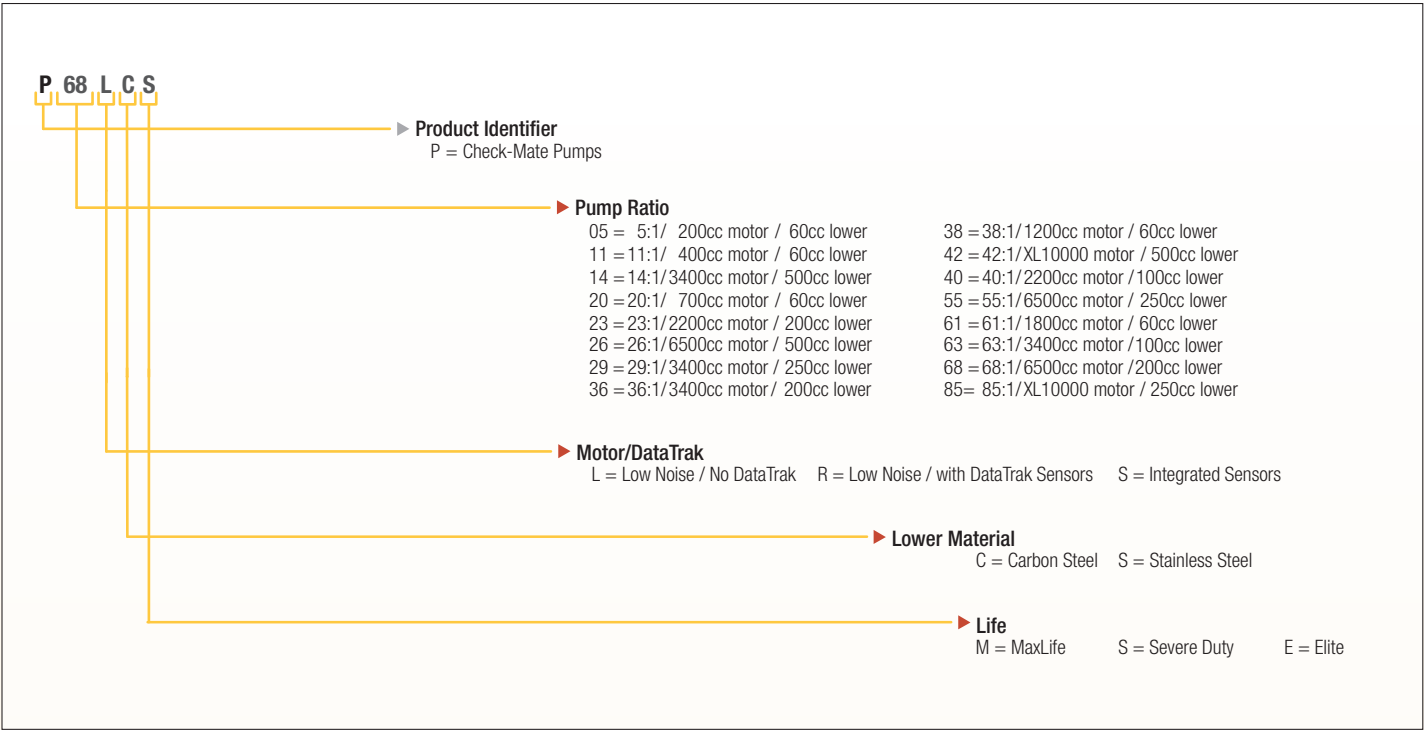 P 68 L C S
Product Identifier
P = Check-Mate Pumps
Pump Ratio
05 = 5:1/ 200cc motor / 60cc lower
11 = 11:1/ 400cc motor / 60cc lower
14 = 14:1/3400cc motor / 500cc lower
20 = 20:1/ 700cc motor / 60cc lower
23 = 23:1/2200cc motor / 200cc lower
26 = 26:1/6500cc motor / 500cc lower
29 = 29:1/3400cc motor / 250cc lower
36 = 36:1/3400cc motor / 200cc lower
38 = 38:1/1200cc motor / 60cc lower
42 = 42:1/XL10000 motor / 500cc lower
40 = 40:1/2200cc motor /100cc lower
55 = 55:1/6500cc motor / 250cc lower
61 = 61:1/1800cc motor / 60cc lower
63 = 63:1/3400cc motor /100cc lower
68 = 68:1/6500cc motor /200cc lower
85= 85:1/XL10000 motor / 250cc lower
Motor/DataTrak
L = Low Noise / No DataTrak R = Low Noise / with DataTrak Sensors S = Integrated Sensors
Lower Material
C = Carbon Steel S = Stainless Steel
Life
M = MaxLife S = Severe Duty E = Elite